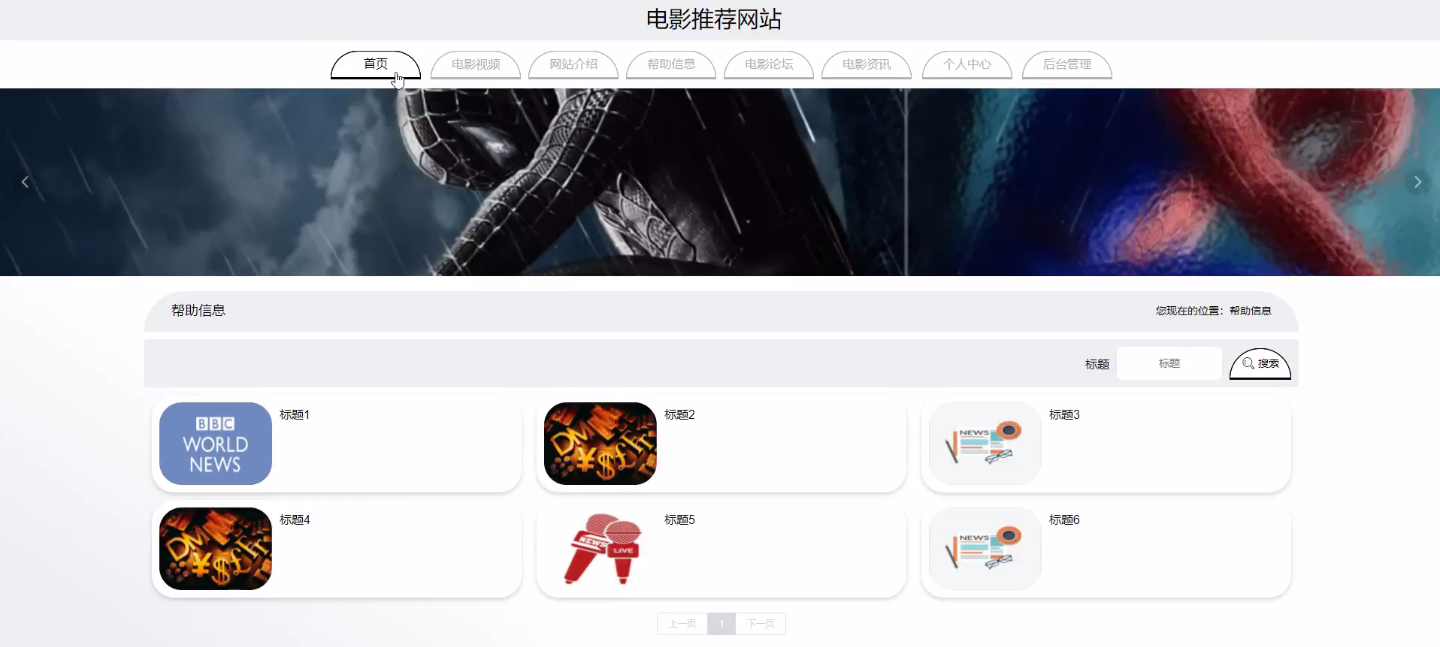 电影推荐网站
首页 电影视频 网站介绍 帮助信息 电影论坛 电影资讯 个人中心 后台管理
帮助信息 您现在的位置：帮助信息
标题 标题 搜索
BBC
WORLD
NEWS
标题1
标题2
NEWS
标题3
标题4
NEWS
LIVE
标题5
NEWS
标题6
上一页 1 下一页